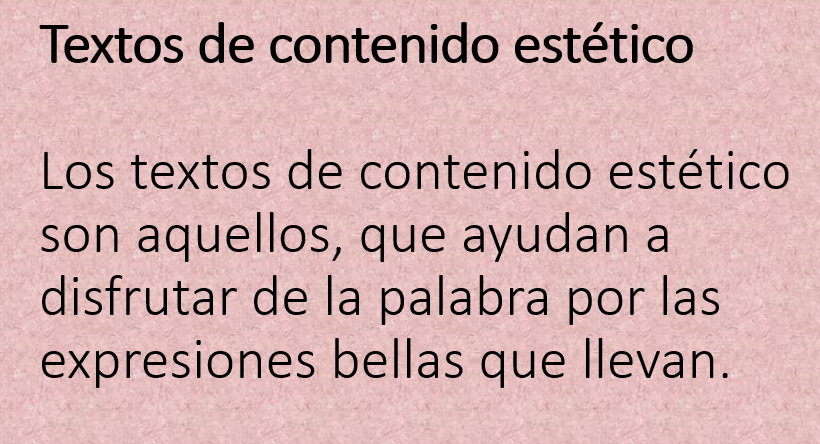 Textos de contenido estético
Los textos de contenido estético
son aquellos, que ayudan a
disfrutar de la palabra por las
expresiones bellas que llevan.